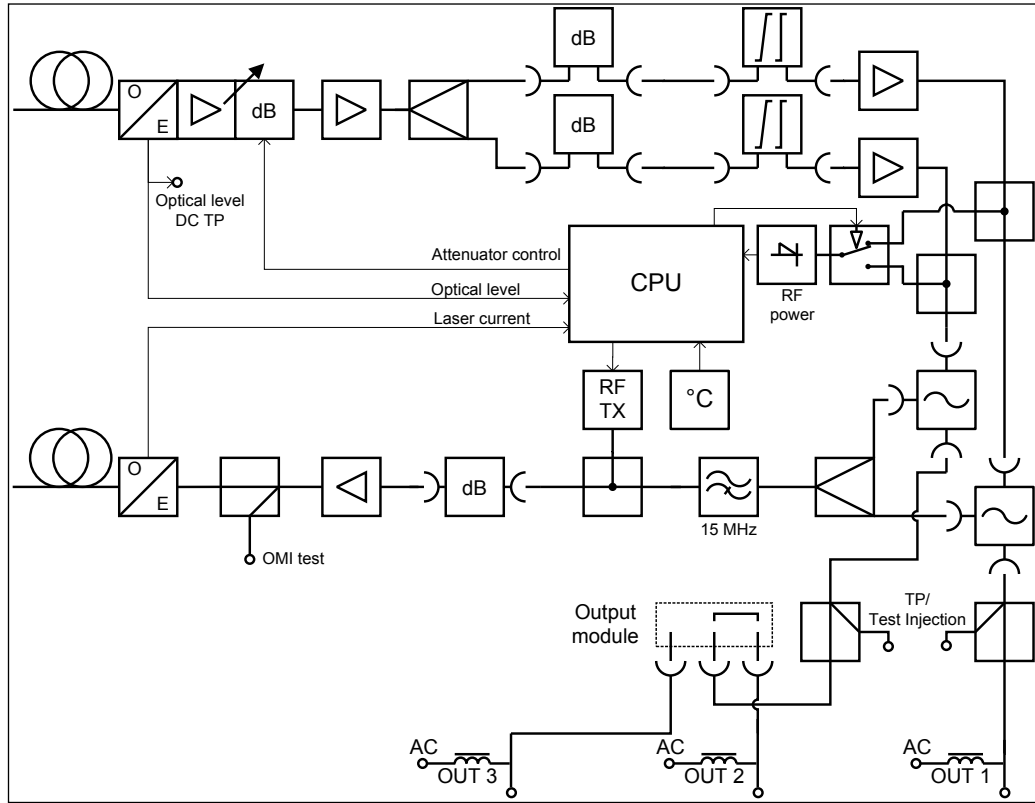 dB
O
E
dB
dB
Optical level
DC TP
Attenuator control
CPU
Optical level
RF
power
Laser current
RF
TX
°C
O
E
dB
15 MHz
OMI test
Output
module
TP/
Test Injection
AC
OUT 3
AC
OUT 2
AC
OUT 1